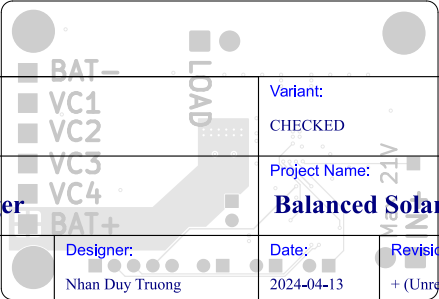 BAT-
VC1
VC2
VC3
VC4
BAT+
LOAD
Max 21V
IN+
Variant:
CHECKED
Project Name:
er
Balanced Solar
Designer:
Date:
Revisio
Nhan Duy Truong
2024-04-13
+ (Unre